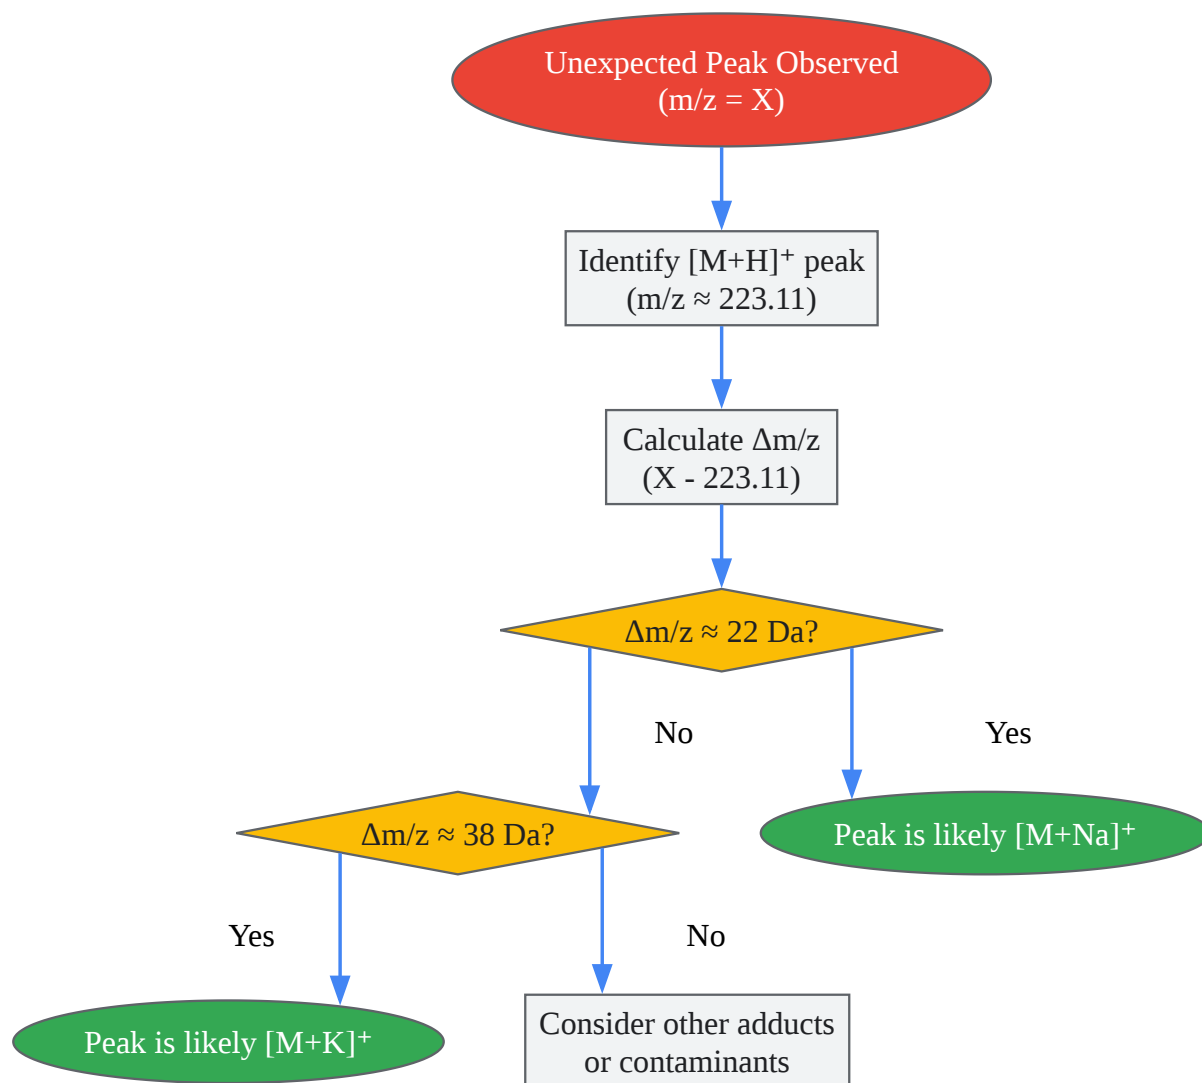 Unexpected Peak Observed
(m/z = X)
Identify [M+H]⁺ peak
(m/z ≈ 223.11)
Calculate Δm/z
(X - 223.11)
Δm/z ≈ 22 Da?
No
Yes
Δm/z ≈ 38 Da?
Peak is likely [M+Na]⁺
Yes
No
Peak is likely [M+K]⁺
Consider other adducts
or contaminants